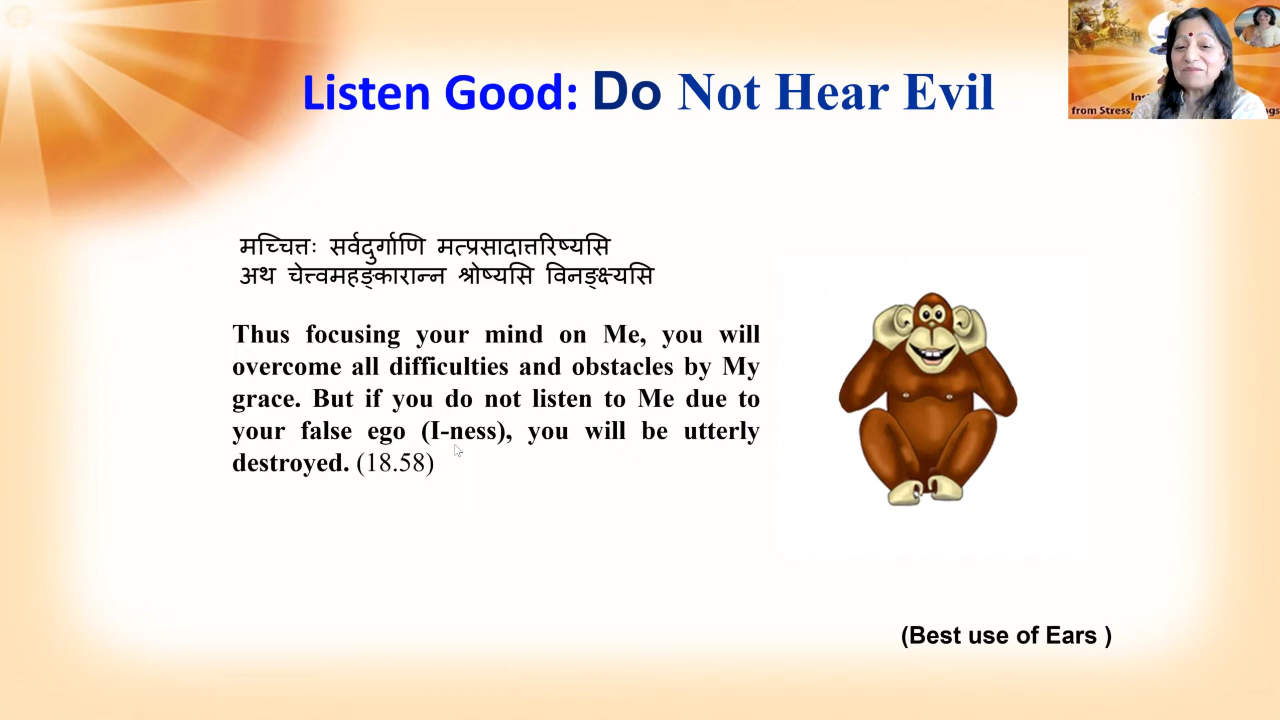 Listen Good: Do Not Hear Evil
from Stress,
मच्चित्तः सर्वदुर्गाणि मत्प्रसादात्तरिष्यसि
अथ चेत्त्वमहङ्कारान्न श्रोष्यसि विनङ्क्ष्यसि
Thus focusing your mind on Me, you will
overcome all difficulties and obstacles by My
grace. But if you do not listen to Me due to
your false ego (I-ness), you will be utterly
destroyed. (18.58)
(Best use of Ears )